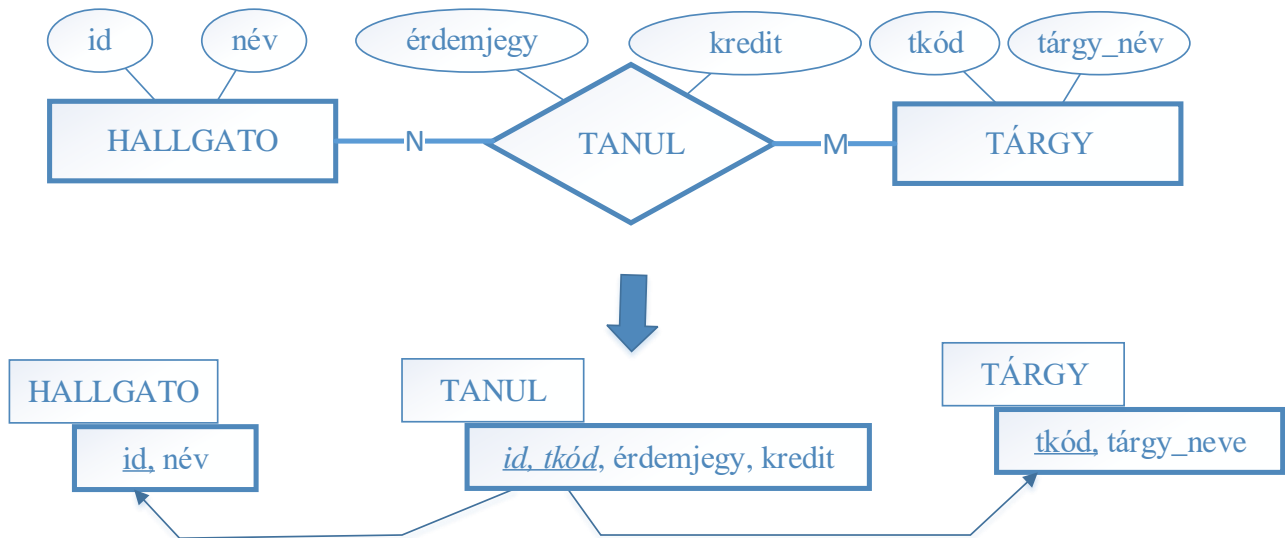 id név érdemjegy kredit tkód tárgy_név
HALLGATO N TANUL M TÁRGY
HALLGATO TANUL TÁRGY
id, név id, tkód, érdemjegy, kredit tkód, tárgy_neve